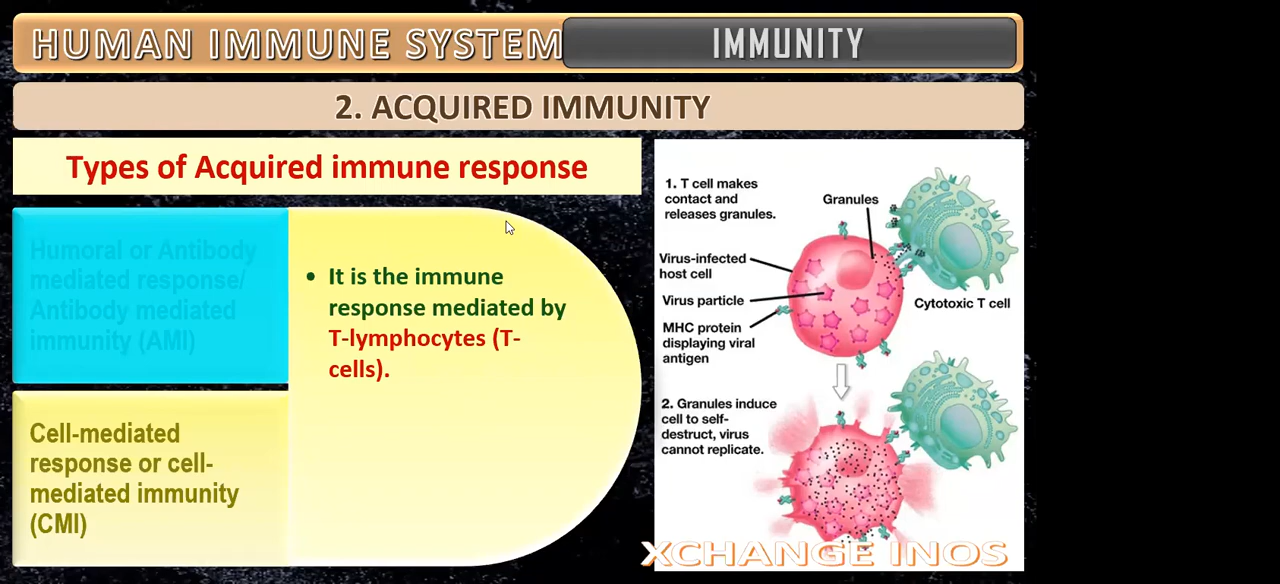 HUMAN IMMUNE SYSTEM
IMMUNITY
2. ACQUIRED IMMUNITY
Types of Acquired immune response
Humoral or Antibody
mediated response/
Antibody mediated
immunity (AMI)
Cell-mediated
response or cell-
mediated immunity
(CMI)
• It is the immune
response mediated by
T-lymphocytes (T-
cells).
1. T cell makes
contact and
releases granules.
Granules
Virus-infected
host cell
Virus particle
MHC protein
displaying viral
antigen
Cytotoxic T cell
2. Granules induce
cell to self-
destruct, virus
cannot replicate.
XCHANGE INOS